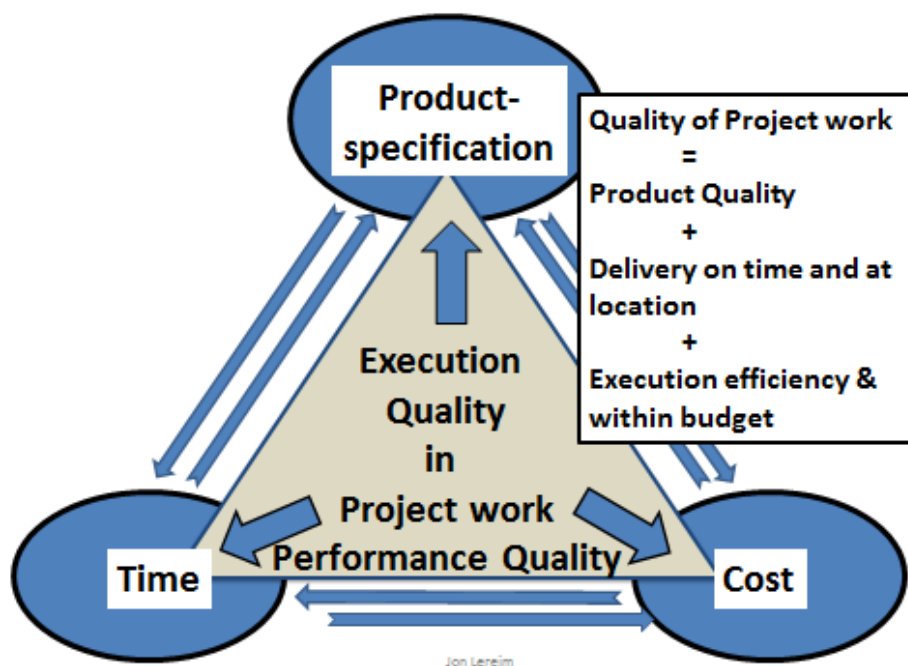 Product-
specification
Quality of Project work
=
Product Quality
+
Delivery on time and at
location
+
Execution efficiency &
within budget
Execution
Quality
in
Project work
Performance Quality
Time
Cost
Jon Lereim